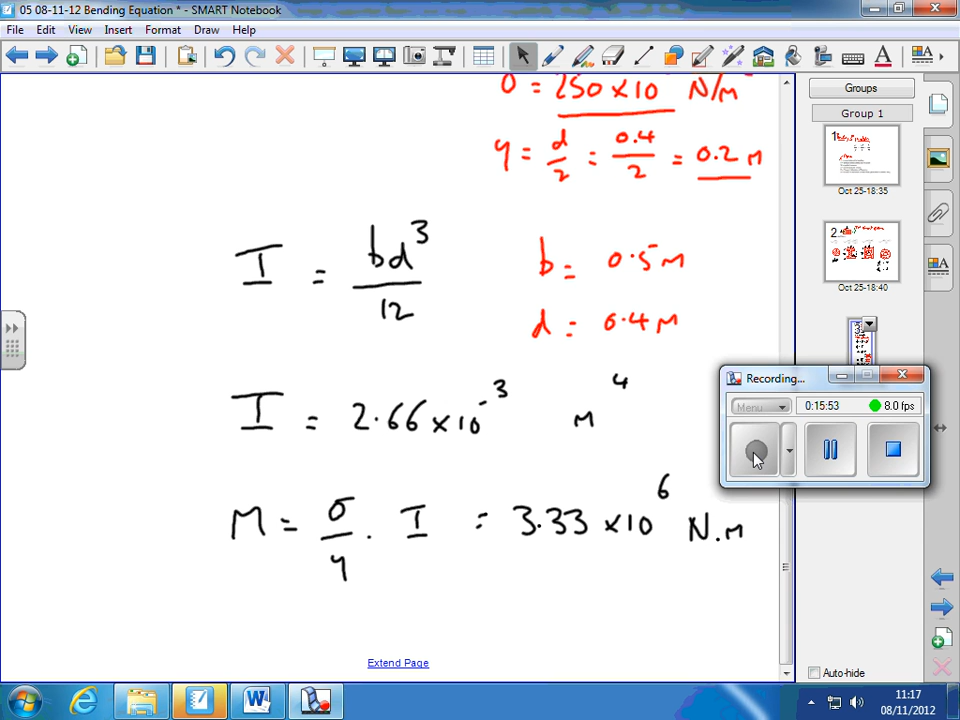 05 08-11-12 Bending Equation * - SMART Notebook
File Edit View Insert Format Draw Help
σ = 250×10 N/m
y = d/2 = 0.4/2 = 0.2 m
I = bd³/12
b = 0.5 m
d = 0.4 m
I = 2.66×10⁻³ m⁴
M = σ/y . I = 3.33×10⁶ N.m
Extend Page
Groups
Group 1
1.
Oct 25-18:35
2.
Oct 25-18:40
Recording...
Menu
0:15:53
8.0 fps
Auto-hide
11:17
08/11/2012